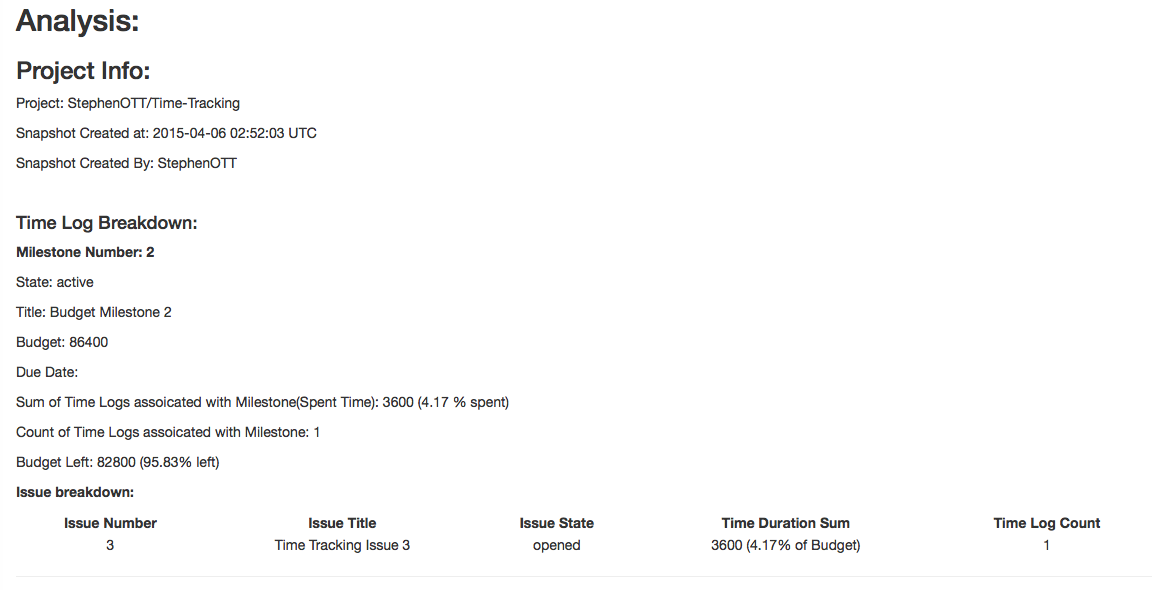 Analysis:
Project Info:
Project: StephenOTT/Time-Tracking
Snapshot Created at: 2015-04-06 02:52:03 UTC
Snapshot Created By: StephenOTT
Time Log Breakdown:
Milestone Number: 2
State: active
Title: Budget Milestone 2
Budget: 86400
Due Date:
Sum of Time Logs assoicated with Milestone(Spent Time): 3600 (4.17 % spent)
Count of Time Logs assoicated with Milestone: 1
Budget Left: 82800 (95.83% left)
Issue breakdown:
Issue Number Issue Title Issue State Time Duration Sum Time Log Count
3 Time Tracking Issue 3 opened 3600 (4.17% of Budget) 1